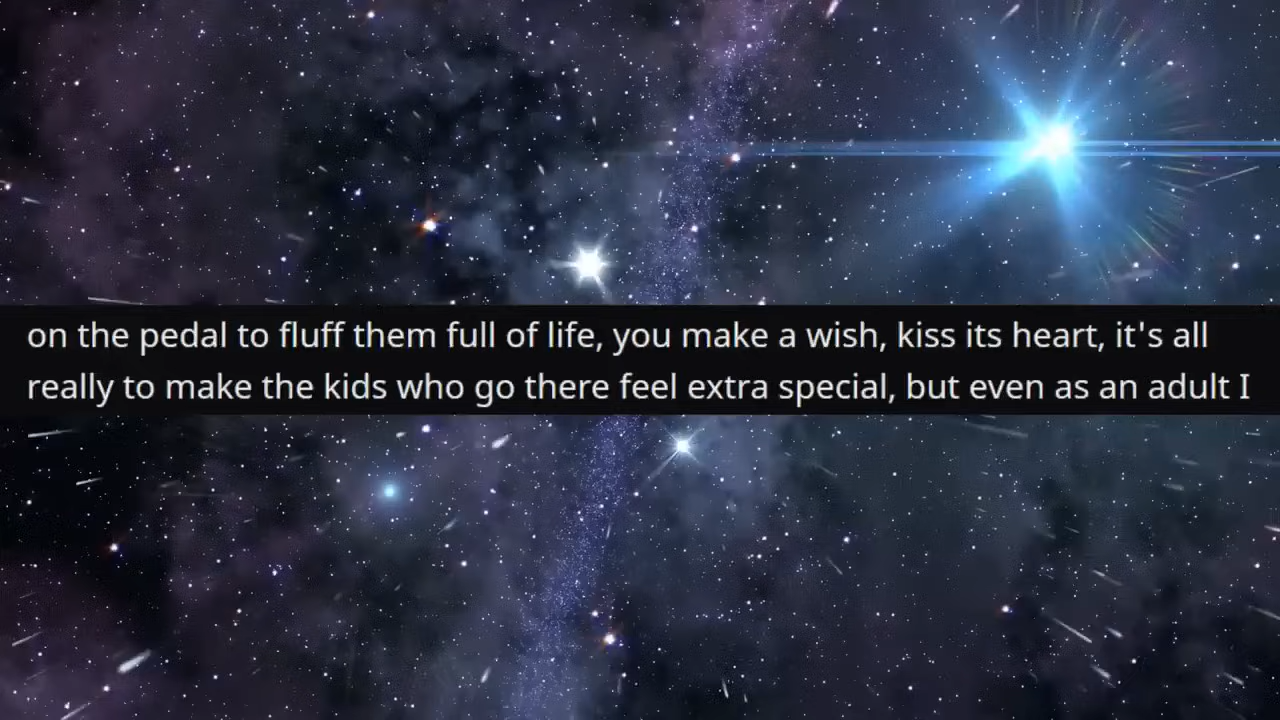 on the pedal to fluff them full of life, you make a wish, kiss its heart, it's all
really to make the kids who go there feel extra special, but even as an adult I